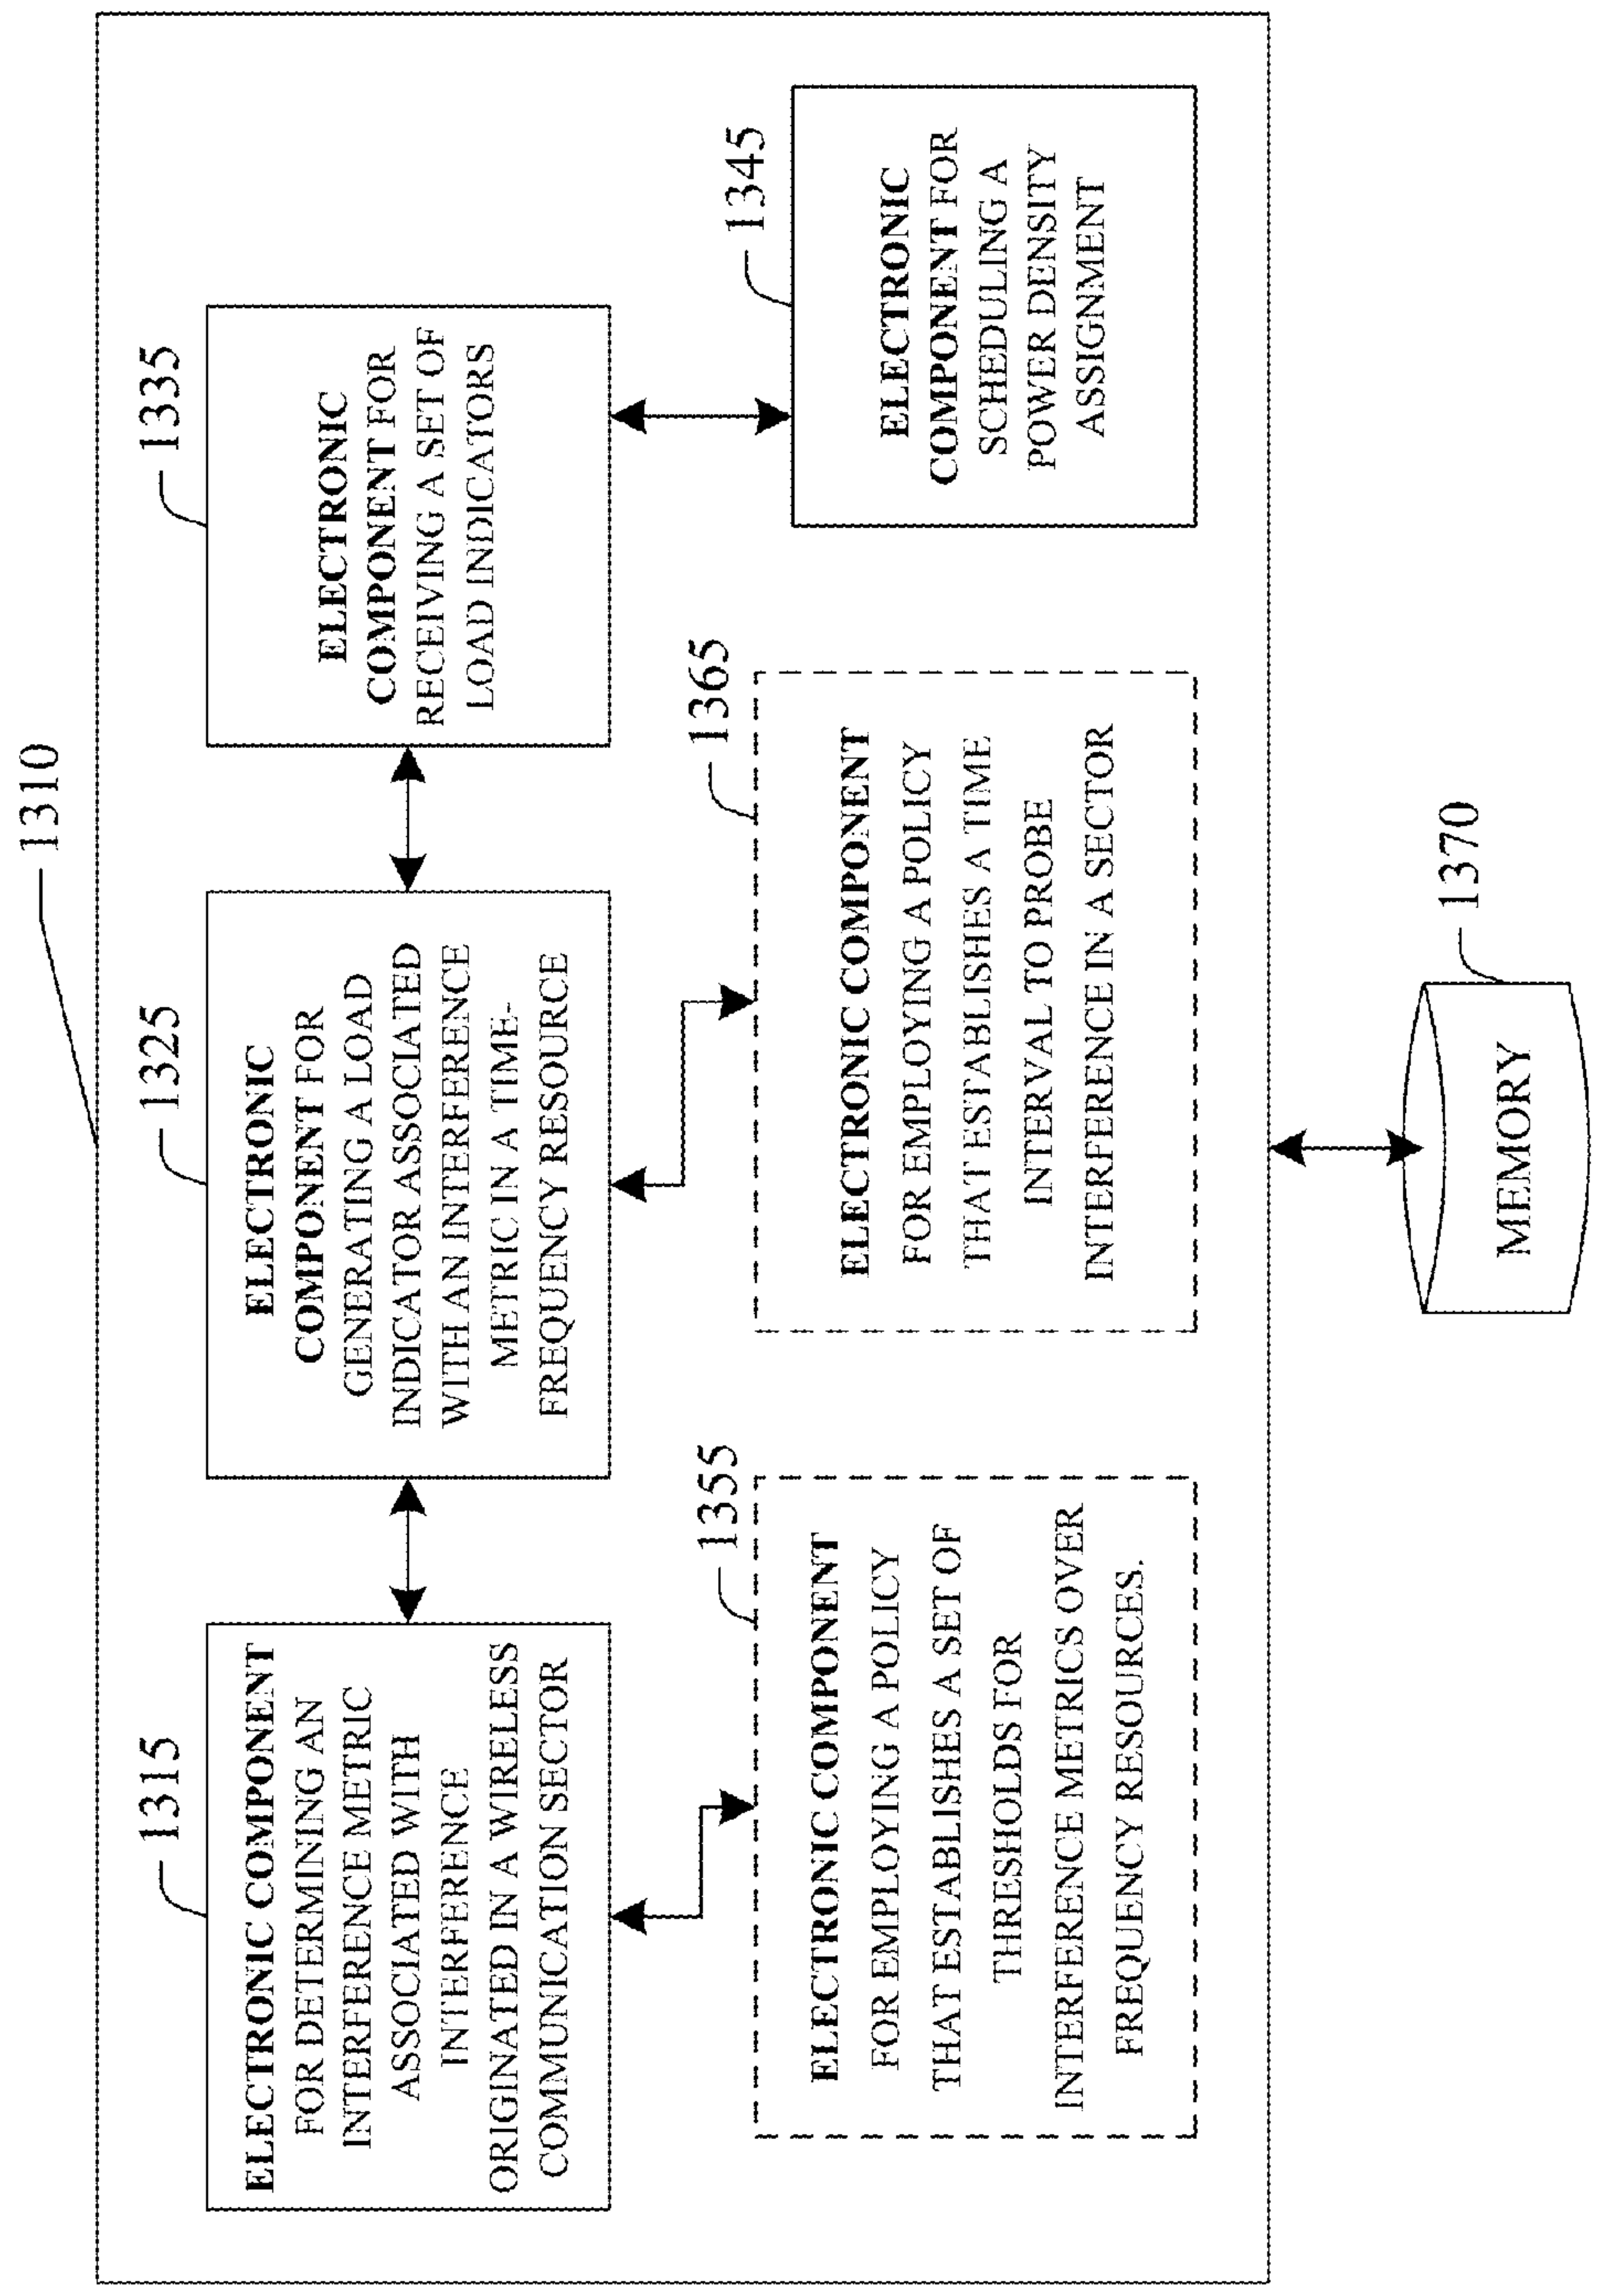 1310
1315
ELECTRONIC COMPONENT
FOR DETERMINING AN
INTERFERENCE METRIC
ASSOCIATED WITH
INTERFERENCE
ORIGINATED IN A WIRELESS
COMMUNICATION SECTOR
1325
ELECTRONIC
COMPONENT FOR
GENERATING A LOAD
INDICATOR ASSOCIATED
WITH AN INTERFERENCE
METRIC IN A TIME-
FREQUENCY RESOURCE
1335
ELECTRONIC
COMPONENT FOR
RECEIVING A SET OF
LOAD INDICATORS
1355
ELECTRONIC COMPONENT
FOR EMPLOYING A POLICY
THAT ESTABLISHES A SET OF
THRESHOLDS FOR
INTERFERENCE METRICS OVER
FREQUENCY RESOURCES.
1365
ELECTRONIC COMPONENT
FOR EMPLOYING A POLICY
THAT ESTABLISHES A TIME
INTERVAL TO PROBE
INTERFERENCE IN A SECTOR
1345
ELECTRONIC
COMPONENT FOR
SCHEDULING A
POWER DENSITY
ASSIGNMENT
1370
MEMORY